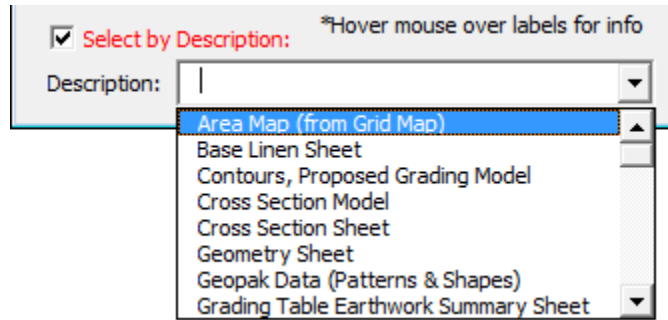 *Hover mouse over labels for info
Select by Description:
Description:
Area Map (from Grid Map)
Base Linen Sheet
Contours, Proposed Grading Model
Cross Section Model
Cross Section Sheet
Geometry Sheet
Geopak Data (Patterns & Shapes)
Grading Table Earthwork Summary Sheet